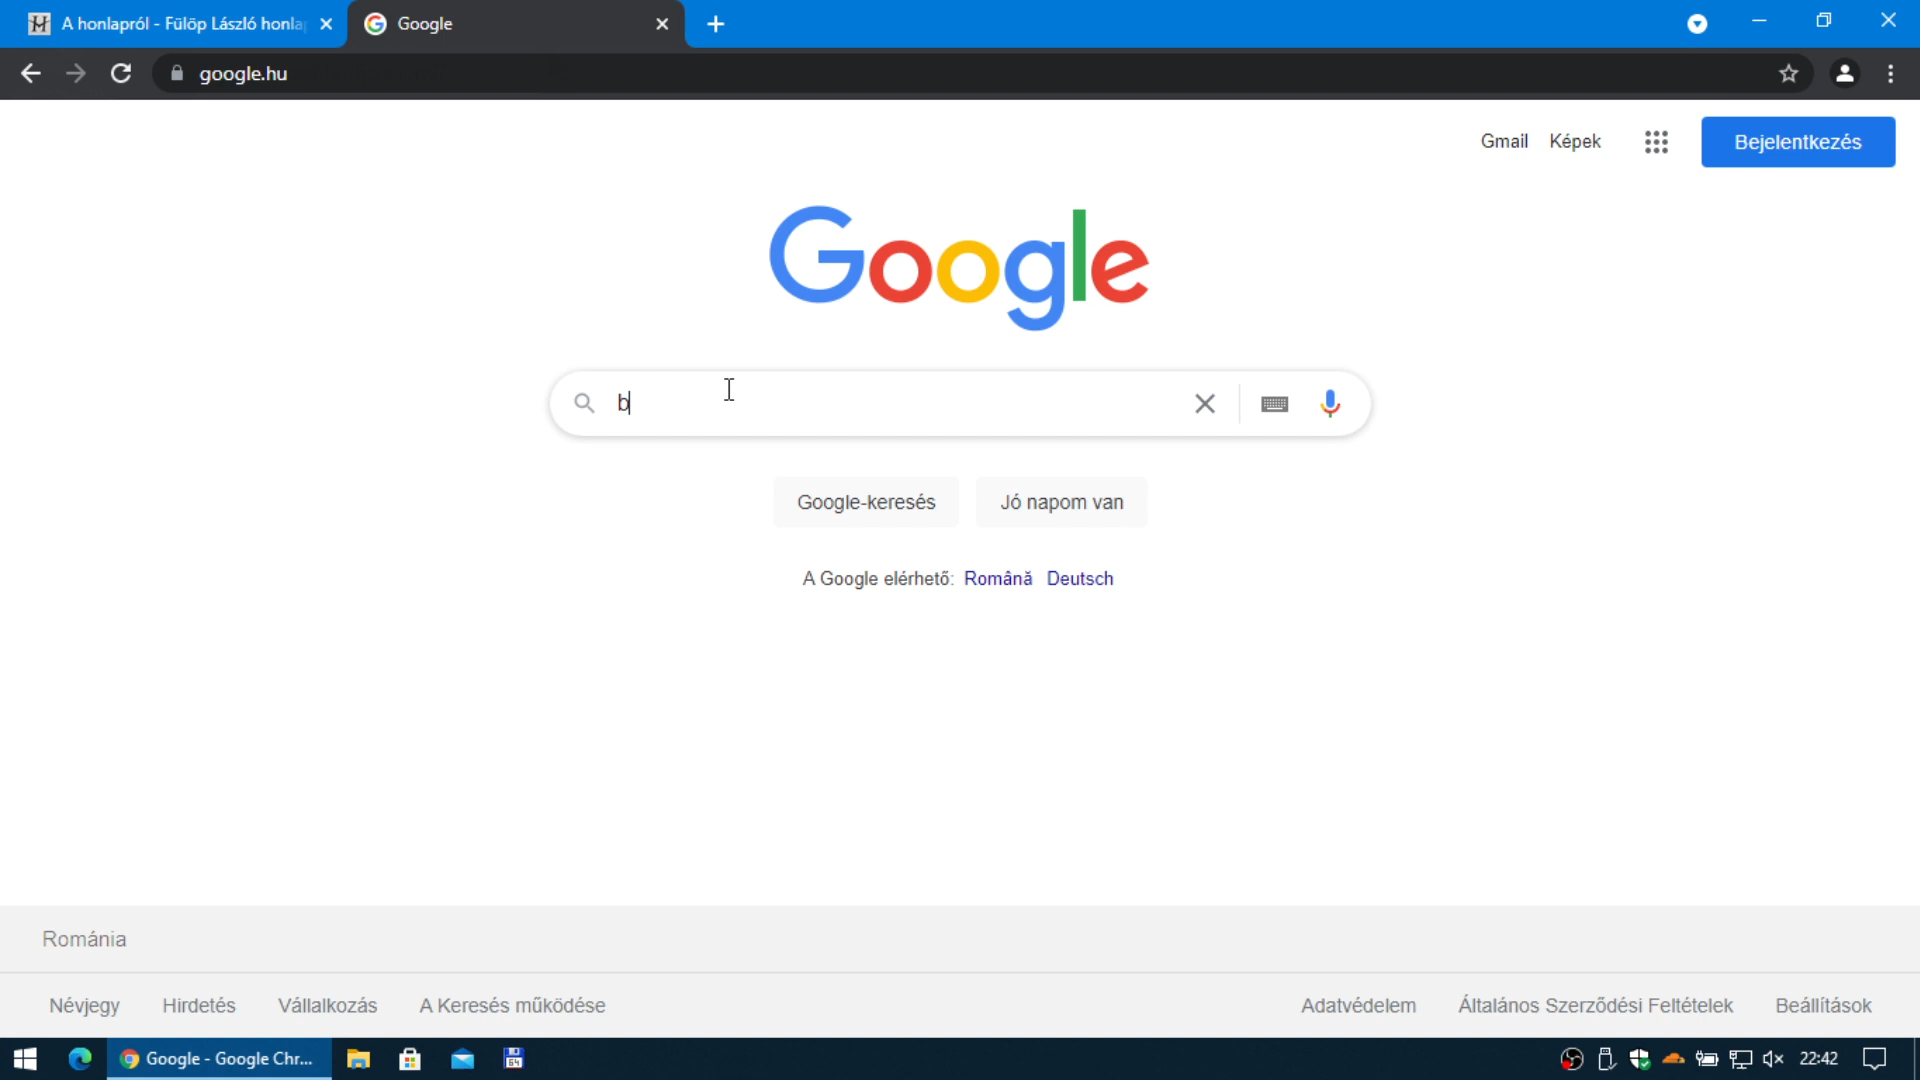 A honlapról - Fülöp László honla
Google
google.hu
Gmail Képek Bejelentkezés
Google
b
Google-keresés Jó napom van
A Google elérhető: Română Deutsch
Románia
Névjegy Hirdetés Vállalkozás A Keresés működése Adatvédelem Általános Szerződési Feltételek Beállítások
Google - Google Chr... 64 22:42